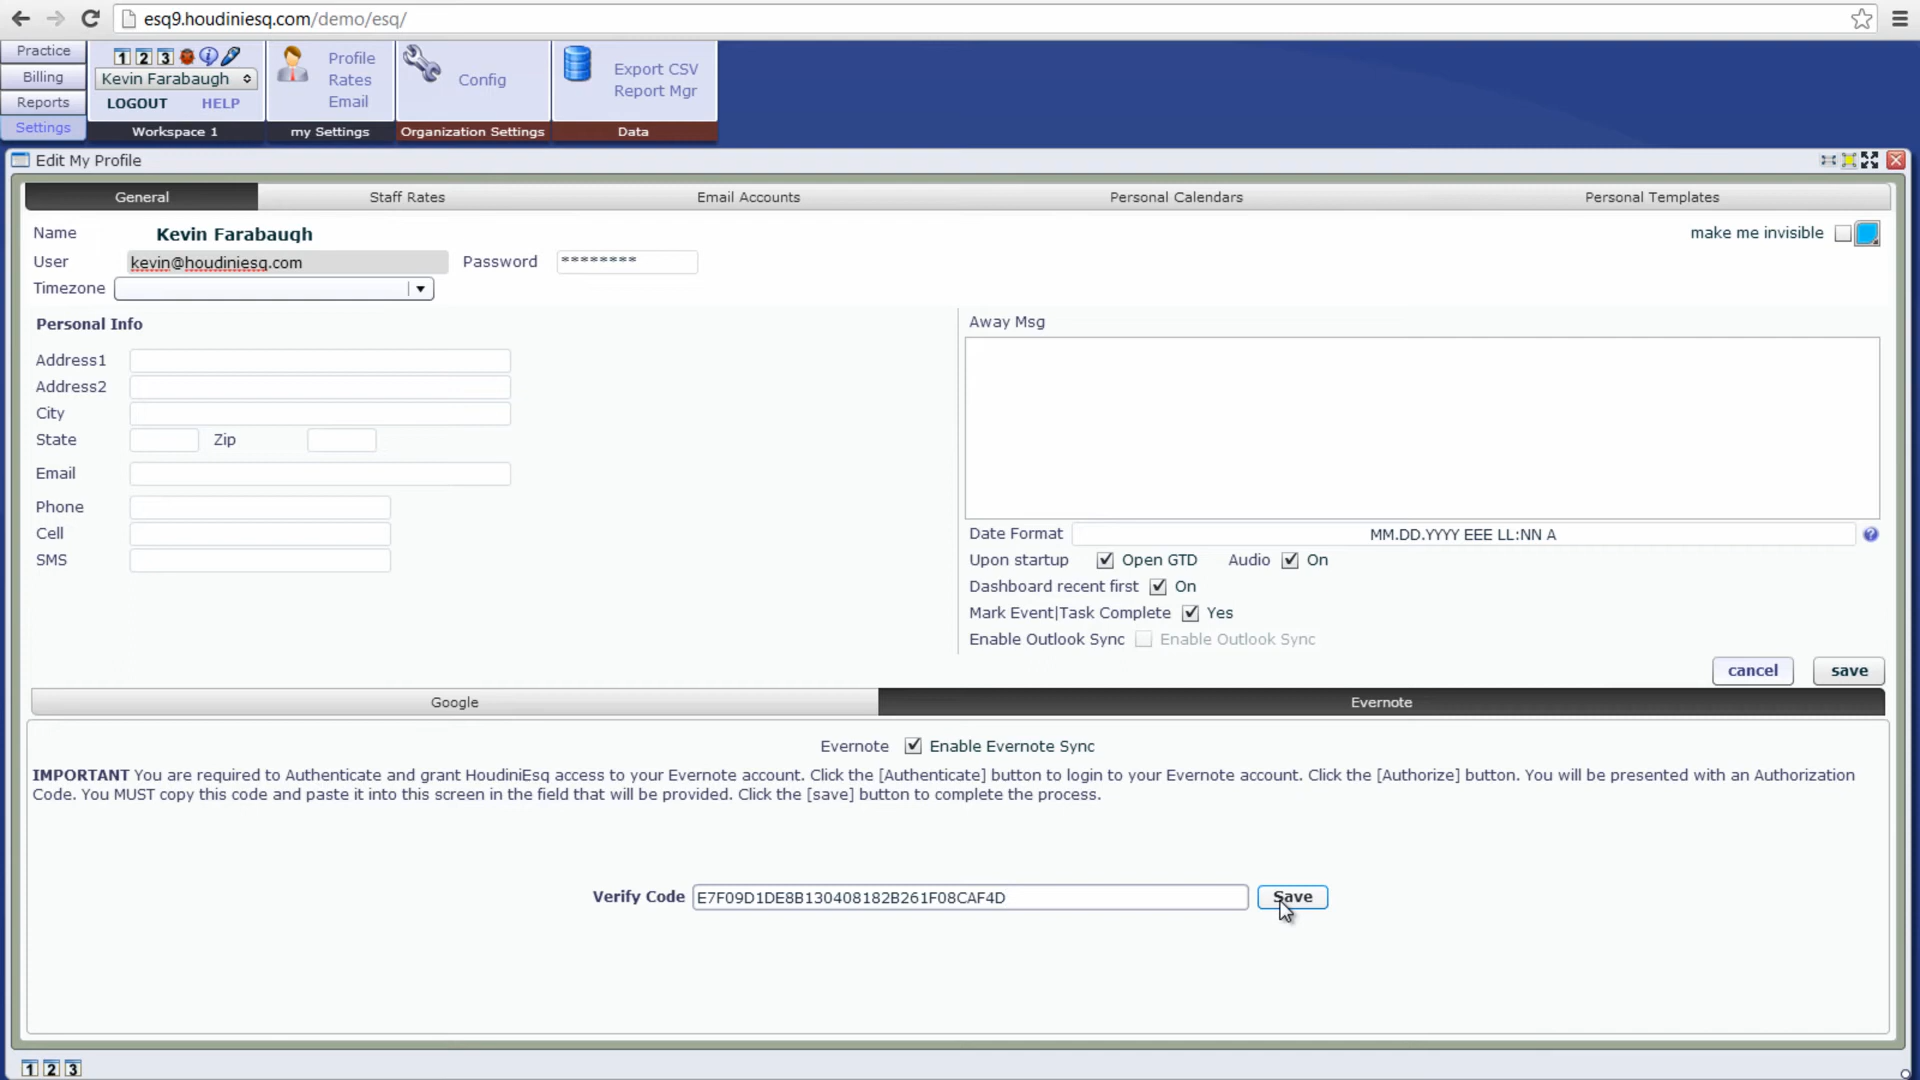 esq9.houdiniesq.com/demo/esq/
Practice
Billing
Reports
Settings
1 2 3
Kevin Farabaugh
LOGOUT HELP
Workspace 1
Profile
Rates
Email
my Settings
Config
Organization Settings
Export CSV
Report Mgr
Data
Edit My Profile
General Staff Rates Email Accounts Personal Calendars Personal Templates
Name Kevin Farabaugh make me invisible
User kevin@houdiniesq.com Password ********
Timezone
Personal Info
Address1
Address2
City
State Zip
Email
Phone
Cell
SMS
Away Msg
Date Format MM.DD.YYYY EEE LL:NN A ?
Upon startup Open GTD Audio On
Dashboard recent first On
Mark Event|Task Complete Yes
Enable Outlook Sync Enable Outlook Sync
cancel save
Google Evernote
Evernote Enable Evernote Sync
IMPORTANT You are required to Authenticate and grant HoudiniEsq access to your Evernote account. Click the [Authenticate] button to login to your Evernote account. Click the [Authorize] button. You will be presented with an Authorization
Code. You MUST copy this code and paste it into this screen in the field that will be provided. Click the [save] button to complete the process.
Verify Code E7F09D1DE8B130408182B261F08CAF4D Save
1 2 3